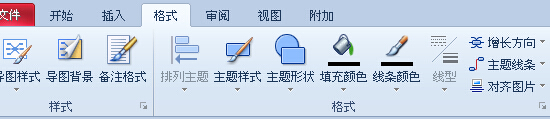 文件 开始 插入 格式 审阅 视图 附加
导图样式 导图背景 备注格式 排列主题 主题样式 主题形状 填充颜色 线条颜色 线型 增长方向
主题线条
对齐图片
样式 格式